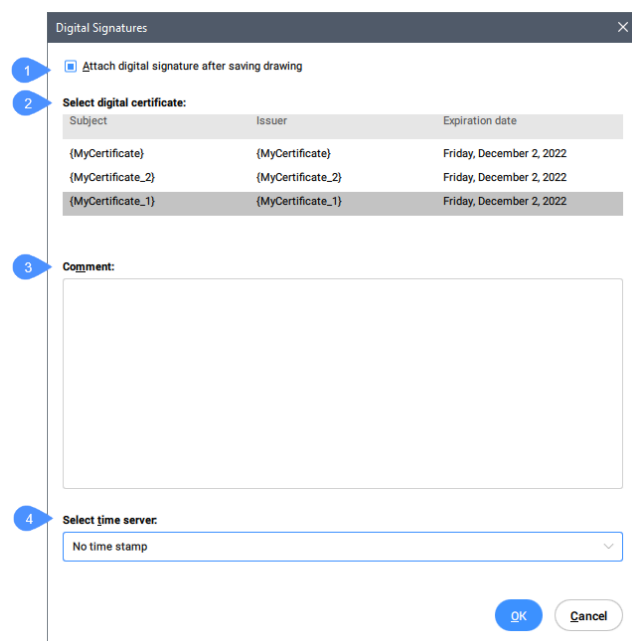 Digital Signatures
1 Attach digital signature after saving drawing
2 Select digital certificate:
Subject Issuer Expiration date
{MyCertificate} {MyCertificate} Friday, December 2, 2022
{MyCertificate_2} {MyCertificate_2} Friday, December 2, 2022
{MyCertificate_1} {MyCertificate_1} Friday, December 2, 2022
3 Comment:
4 Select time server:
No time stamp
OK Cancel